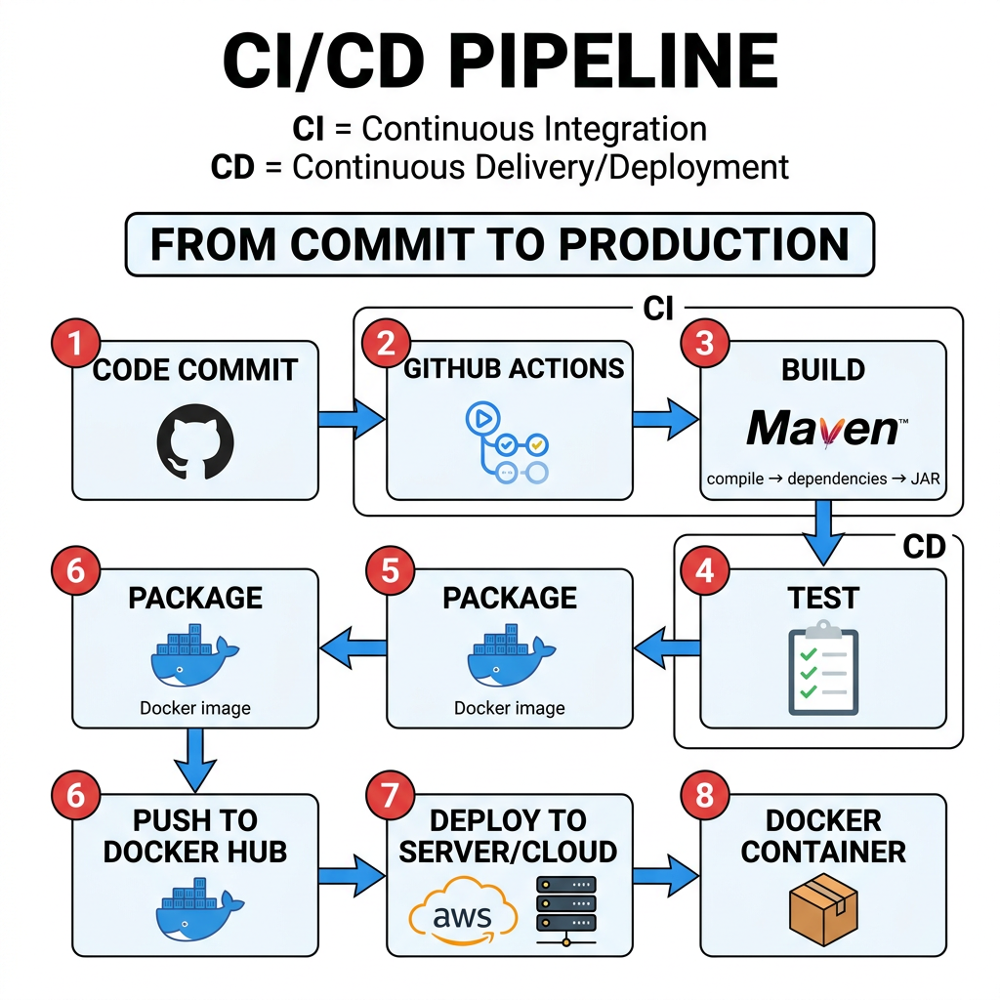 CI/CD PIPELINE
CI = Continuous Integration
CD = Continuous Delivery/Deployment
FROM COMMIT TO PRODUCTION
CI
1
CODE COMMIT
2
GITHUB ACTIONS
3
BUILD
Maven™
compile → dependencies → JAR
CD
4
TEST
5
PACKAGE
Docker image
6
PACKAGE
Docker image
6
PUSH TO
DOCKER HUB
7
DEPLOY TO
SERVER/CLOUD
aws
8
DOCKER
CONTAINER